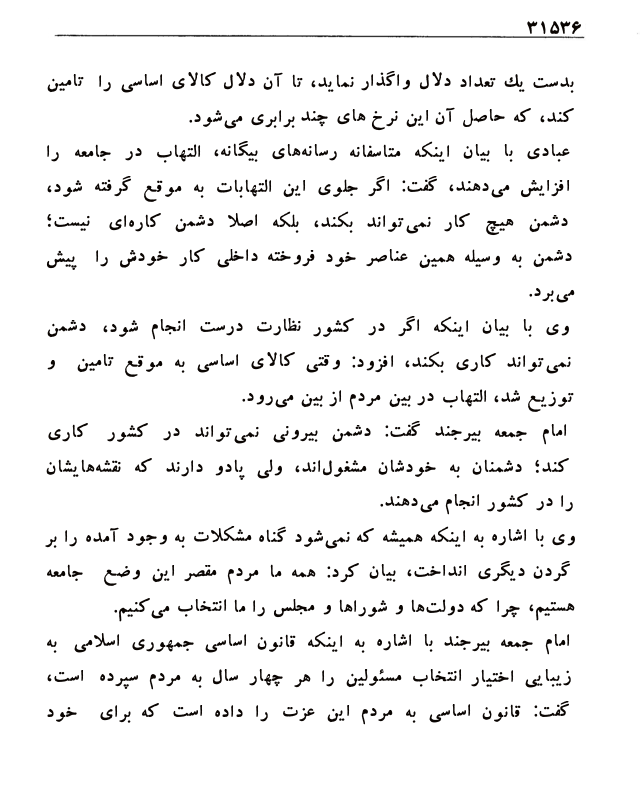 ۳۱۵۳۶
بدست یك تعداد دلال واگذار نماید، تا آن دلال کالای اساسی را تامین
کند، که حاصل آن این نرخ های چند برابری می‌شود.
عبادی با بیان اینکه متاسفانه رسانه‌های بیگانه، التهاب در جامعه را
افزایش می‌دهند، گفت: اگر جلوی این التهابات به موقع گرفته شود،
دشمن هیچ کار نمی‌تواند بکند، بلکه اصلا دشمن کاره‌ای نیست؛
دشمن به وسیله همین عناصر خود فروخته داخلی کار خودش را پیش
می‌برد.
وی با بیان اینکه اگر در کشور نظارت درست انجام شود، دشمن
نمی‌تواند کاری بکند، افزود: وقتی کالای اساسی به موقع تامین و
توزیع شد، التهاب در بین مردم از بین می‌رود.
امام جمعه بیرجند گفت: دشمن بیرونی نمی‌تواند در کشور کاری
کند؛ دشمنان به خودشان مشغول‌اند، ولی پادو دارند که نقشه‌هایشان
را در کشور انجام می‌دهند.
وی با اشاره به اینکه همیشه که نمی‌شود گناه مشکلات به وجود آمده را بر
گردن دیگری انداخت، بیان کرد: همه ما مردم مقصر این وضع جامعه
هستیم، چرا که دولت‌ها و شوراها و مجلس را ما انتخاب می‌کنیم.
امام جمعه بیرجند با اشاره به اینکه قانون اساسی جمهوری اسلامی به
زیبایی اختیار انتخاب مسئولین را هر چهار سال به مردم سپرده است،
گفت: قانون اساسی به مردم این عزت را داده است که برای خود